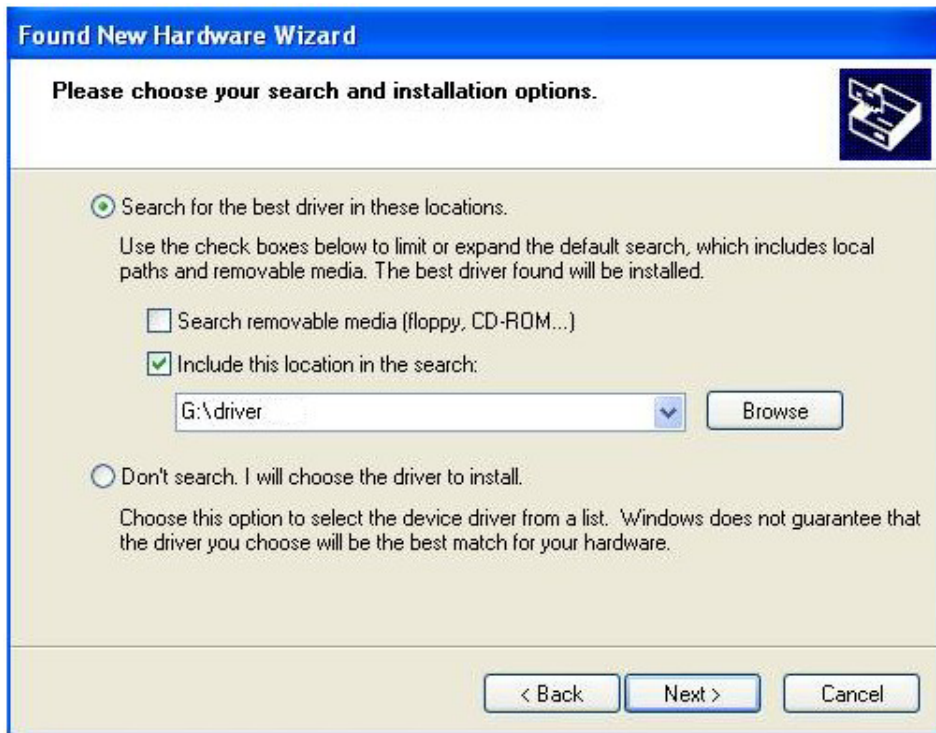 Found New Hardware Wizard
Please choose your search and installation options.
Search for the best driver in these locations.
Use the check boxes below to limit or expand the default search, which includes local
paths and removable media. The best driver found will be installed.
Search removable media (floppy, CD-ROM...)
Include this location in the search:
G:\driver
Browse
Don't search. I will choose the driver to install.
Choose this option to select the device driver from a list. Windows does not guarantee that
the driver you choose will be the best match for your hardware.
< Back
Next >
Cancel